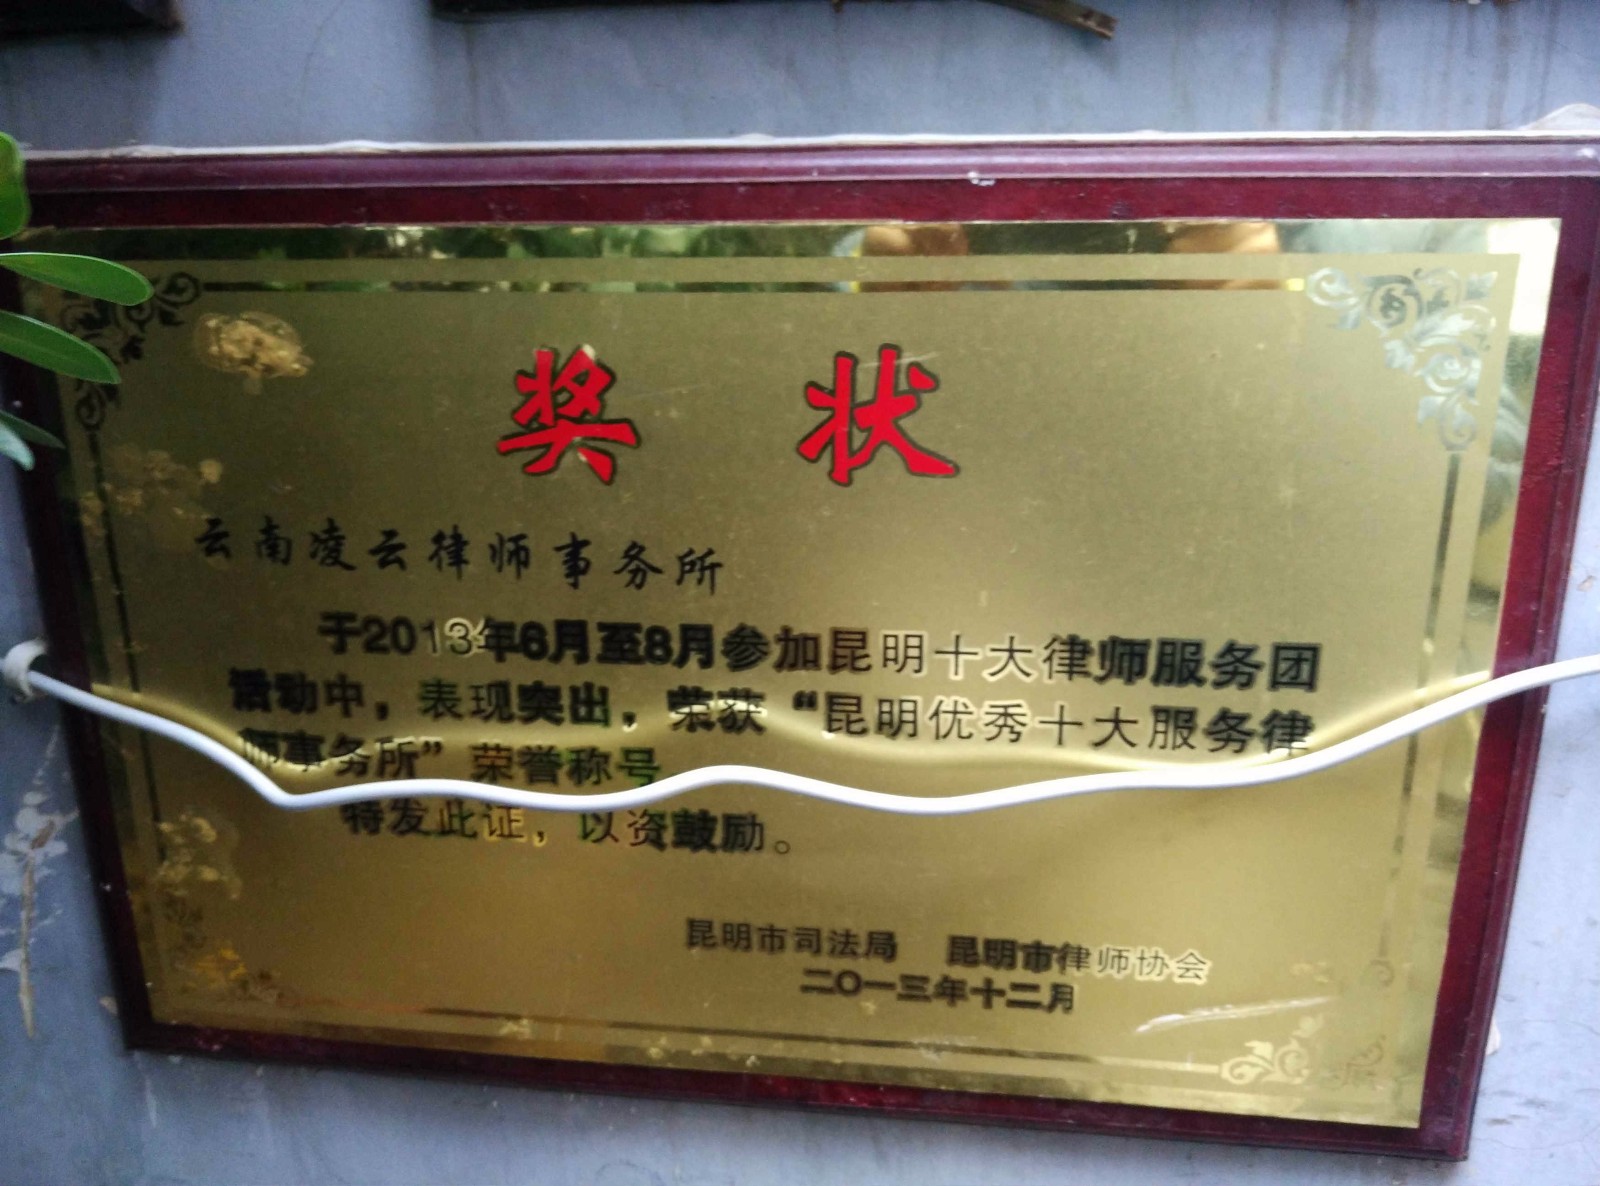 奖 状
云南凌云律师事务所
于2013年6月至8月参加昆明十大律师服务团
活动中，表现突出，荣获“昆明优秀十大服务律
师事务所”荣誉称号
特发此证，以资鼓励。
昆明市司法局 昆明市律师协会
二〇一三年十二月